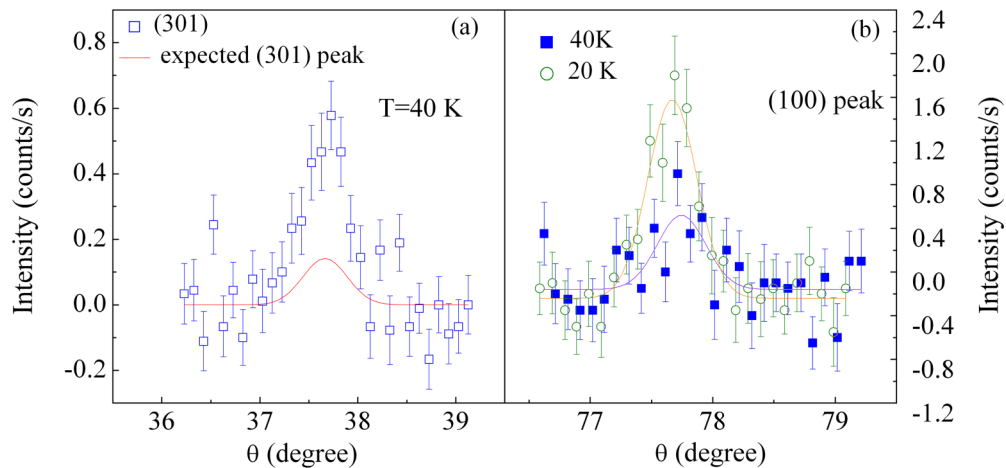 (301)
expected (301) peak
(a)
T=40 K
Intensity (counts/s)
0.8
0.6
0.4
0.2
0.0
-0.2
36
37
38
39
θ (degree)
40K
20 K
(b)
(100) peak
2.4
2.0
1.6
1.2
0.8
0.4
0.0
-0.4
-0.8
-1.2
Intensity (counts/s)
77
78
79
θ (degree)